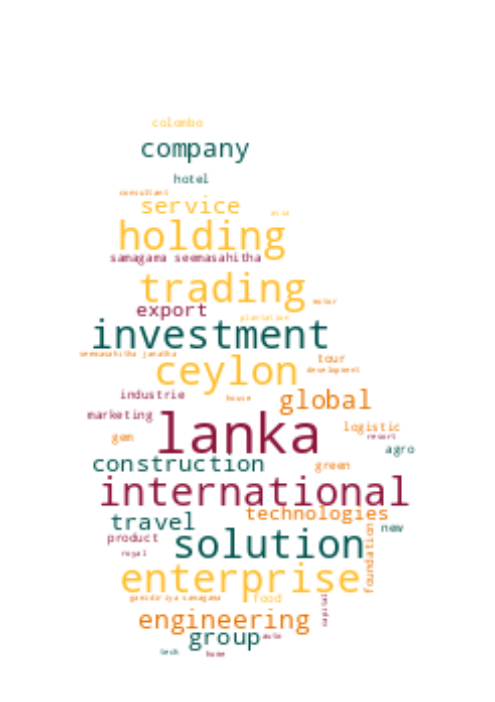 colombo
company
hotel
consultant
service
asia
holding
samagama seemasahitha
trading
motor
export
plantation
investment
seemasahitha janatha
tour
ceylon
development
industrie
house
global
marketing
lanka
logistic
gem
resort
agro
construction
green
international
technologies
travel
new
product
solution
royal
foundation
enterprise
gamidiriya samagama
food
capital
engineering
group
auto
tech
home